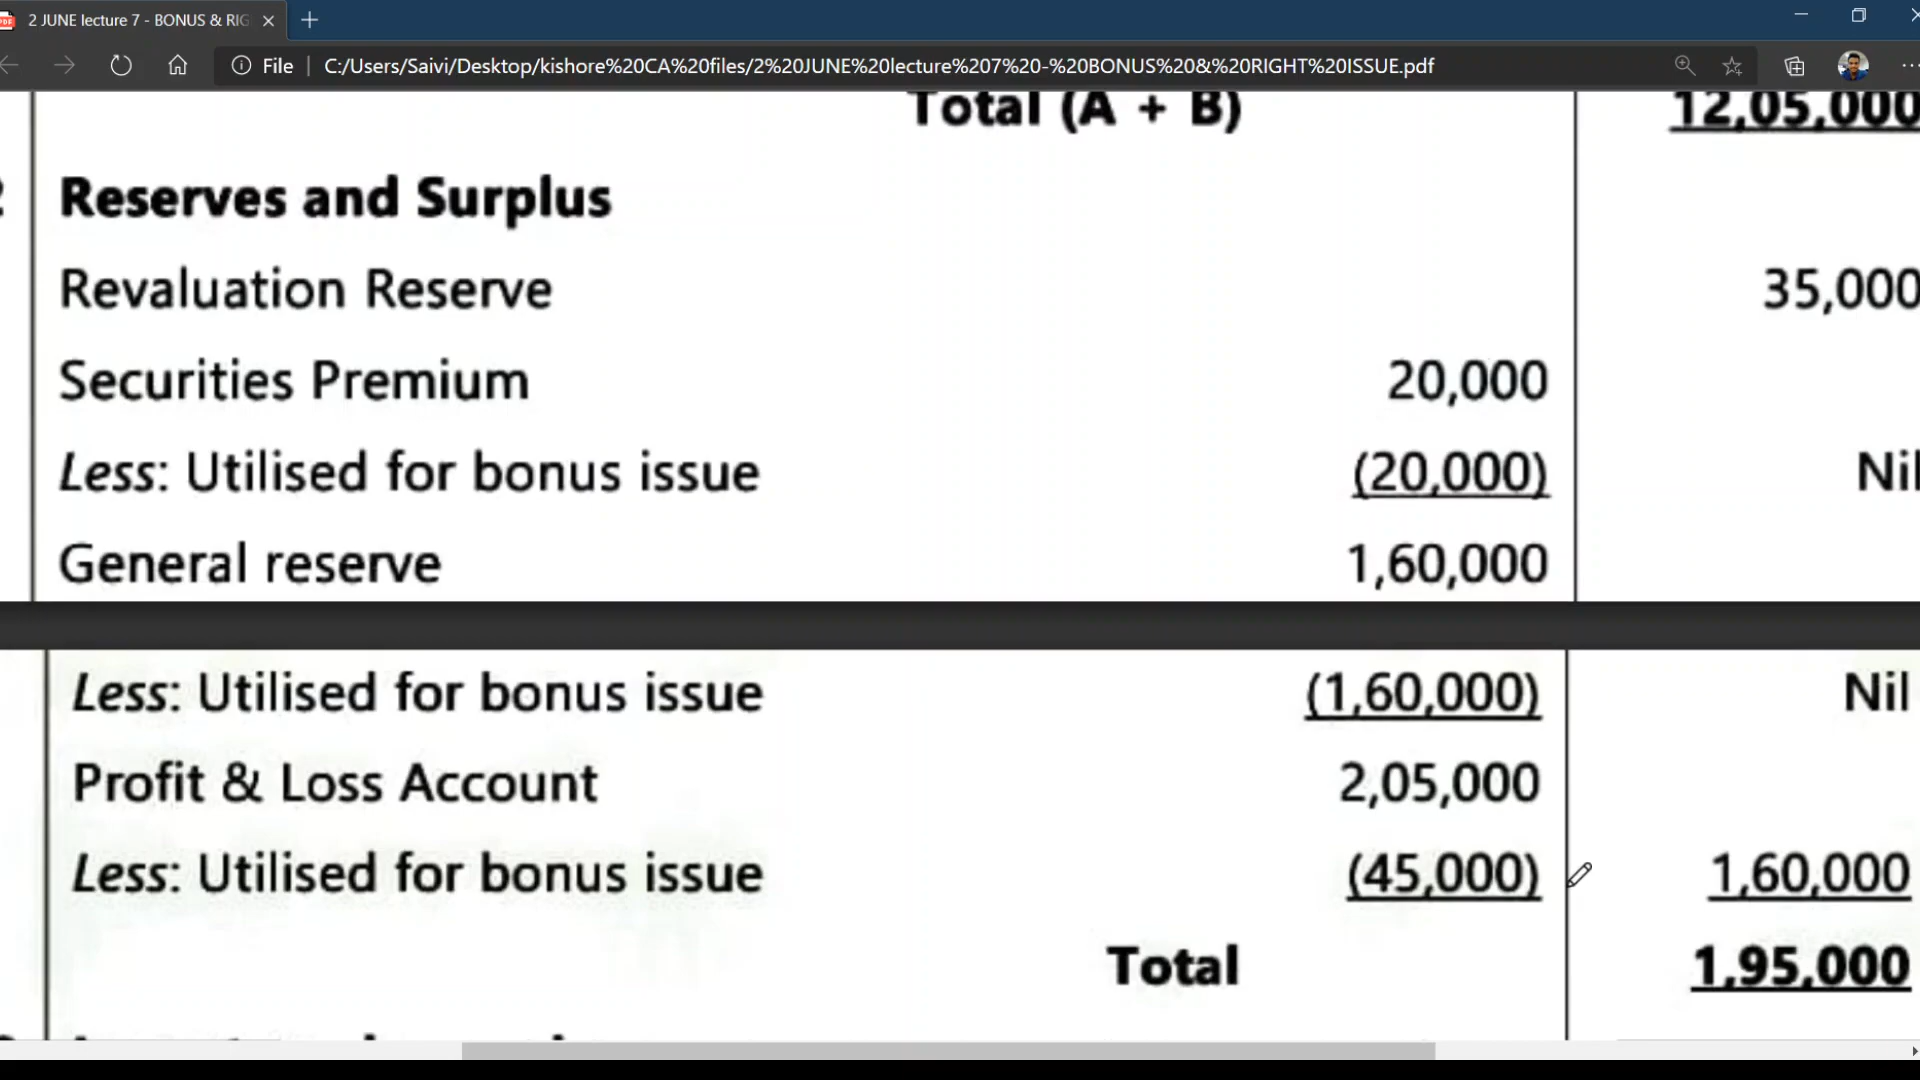 2 JUNE lecture 7 - BONUS & RIG
File | C:/Users/Saivi/Desktop/kishore%20CA%20files/2%20JUNE%20lecture%207%20-%20BONUS%20&%20RIGHT%20ISSUE.pdf
Total (A + B) 12,05,000
Reserves and Surplus
Revaluation Reserve 35,000
Securities Premium 20,000
Less: Utilised for bonus issue (20,000) Nil
General reserve 1,60,000
Less: Utilised for bonus issue (1,60,000) Nil
Profit & Loss Account 2,05,000
Less: Utilised for bonus issue (45,000) 1,60,000
Total 1,95,000